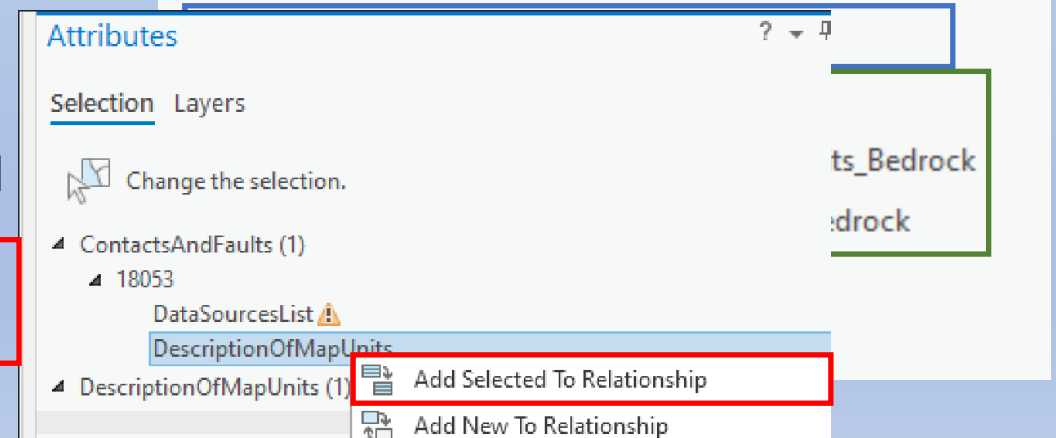 Attributes
?
Selection Layers
Change the selection.
ts_Bedrock
edrock
ContactsAndFaults (1)
18053
DataSourcesList
DescriptionOfMapUnits
Add Selected To Relationship
DescriptionOfMapUnits (1)
Add New To Relationship